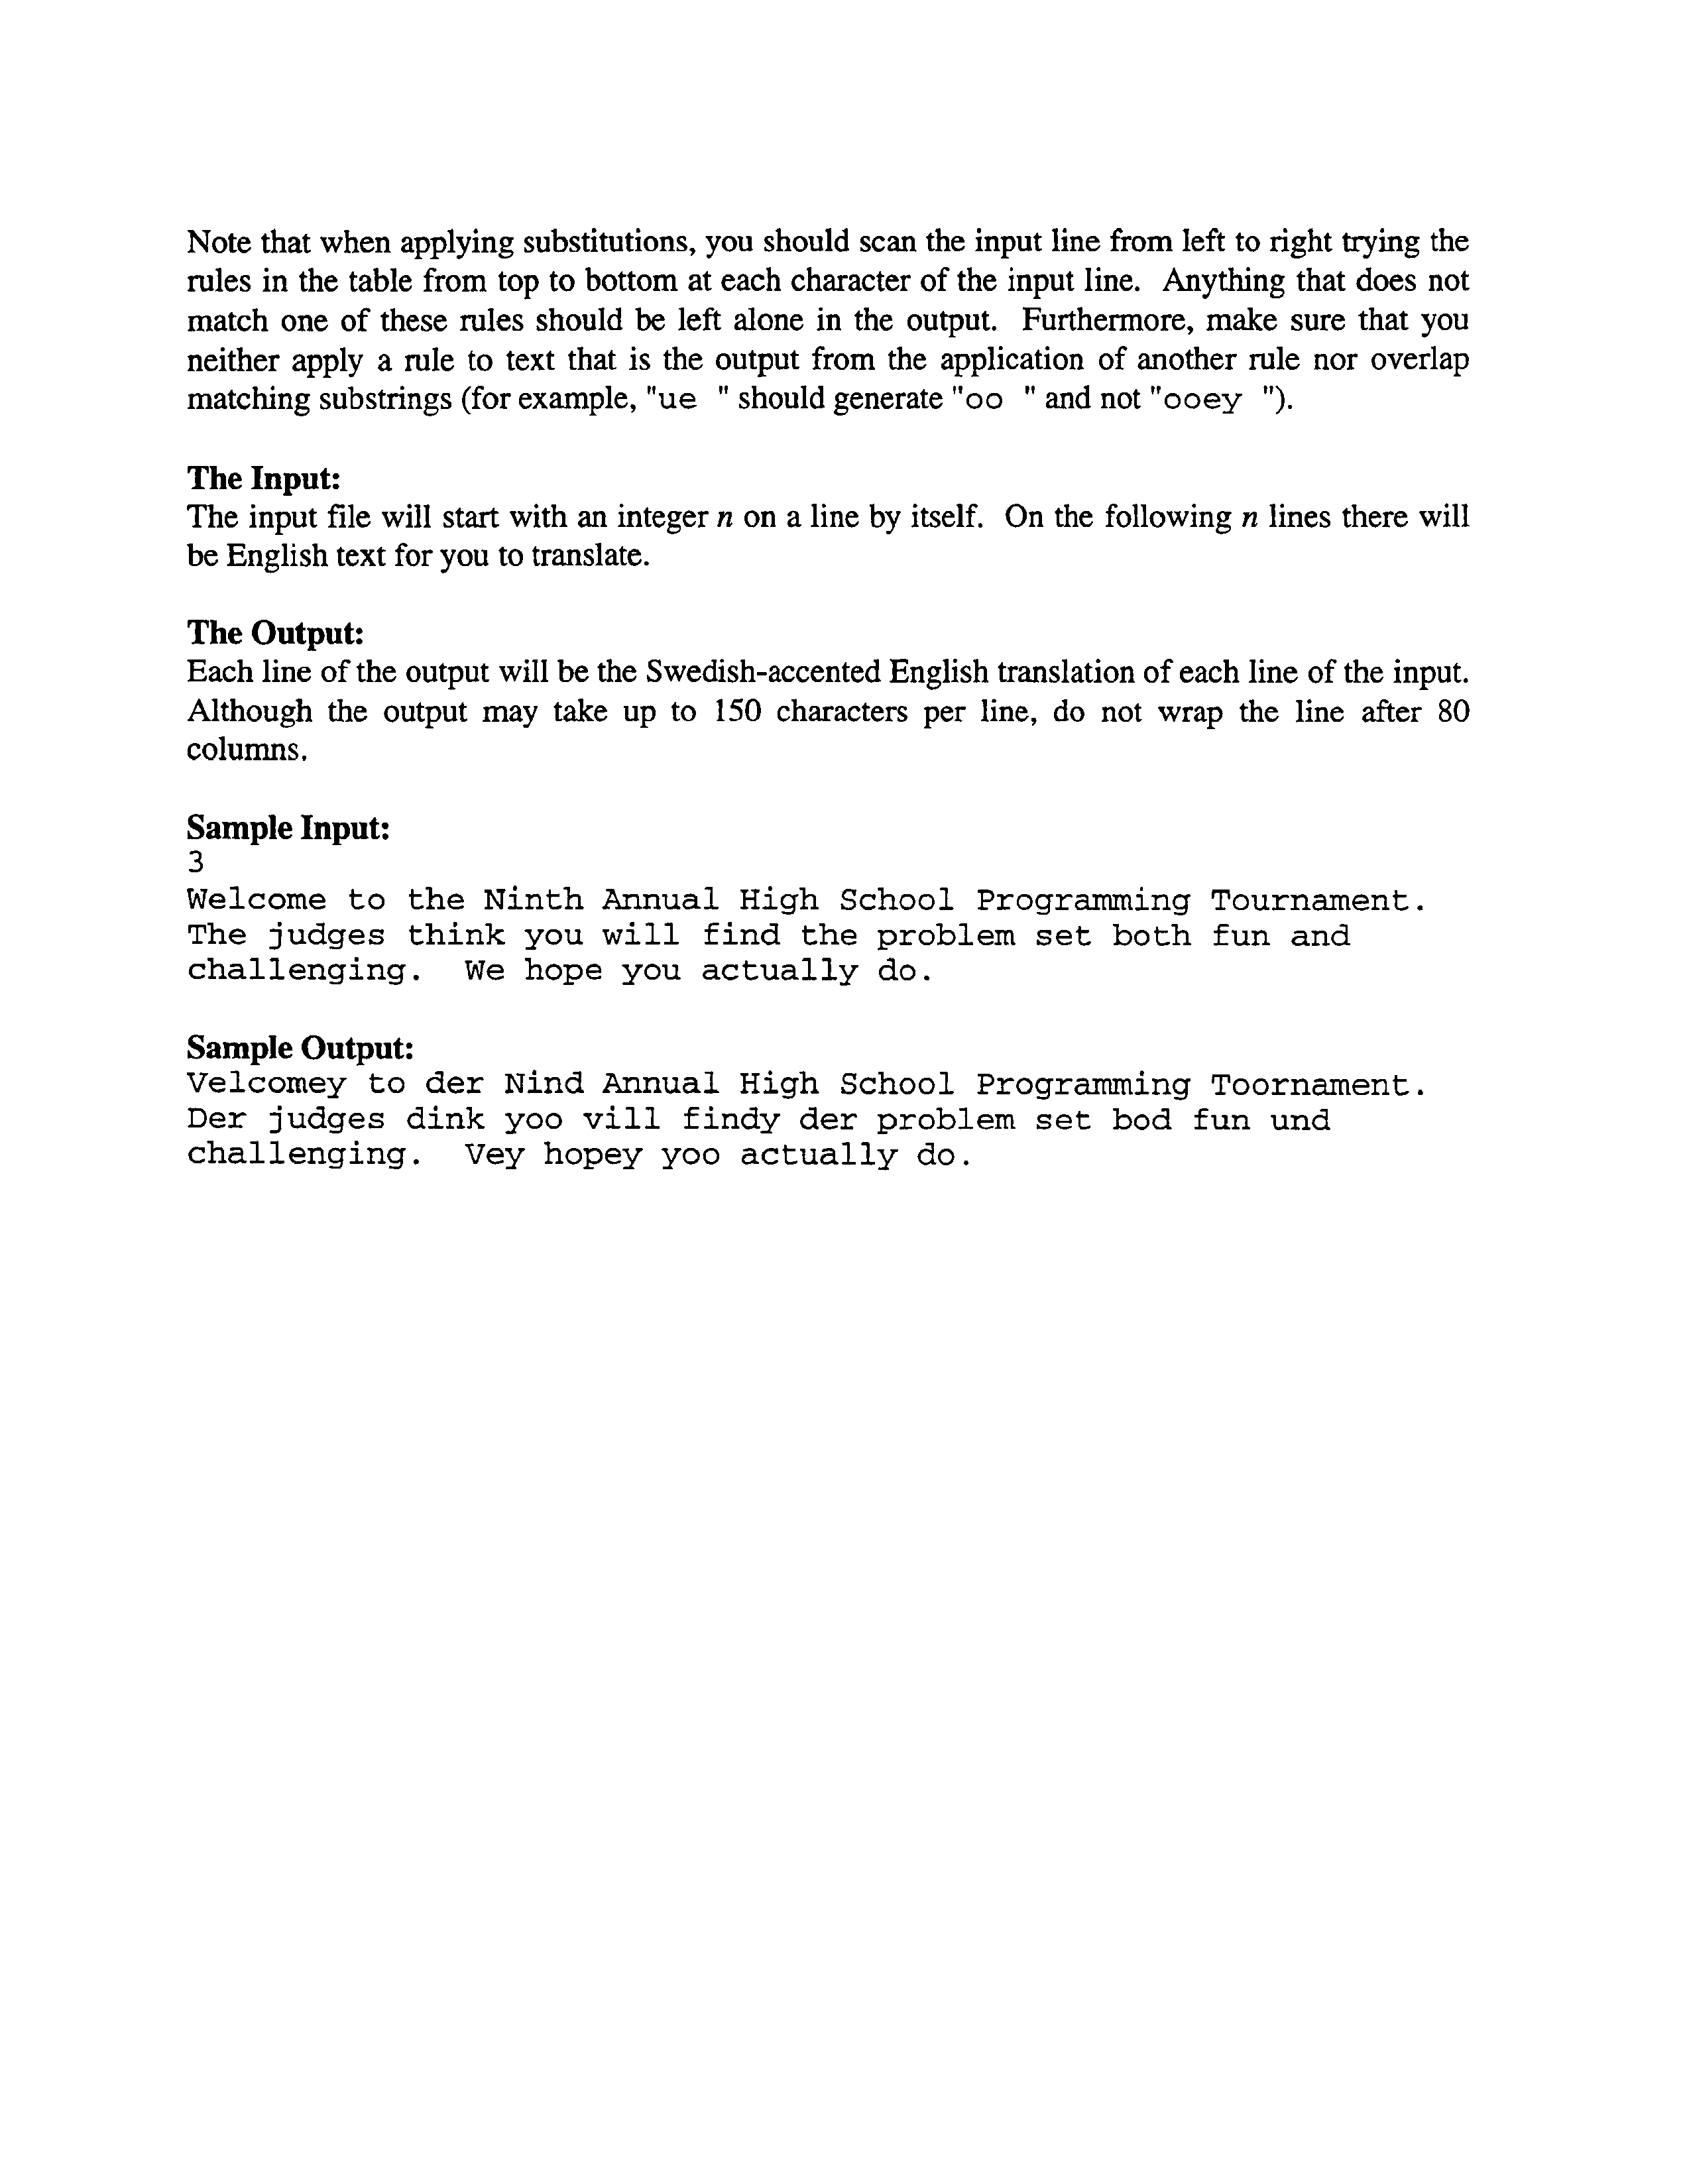 Note that when applying substitutions, you should scan the input line from left to right trying the
rules in the table from top to bottom at each character of the input line.  Anything that does not
match one of these rules should be left alone in the output.  Furthermore, make sure that you
neither apply a rule to text that is the output from the application of another rule nor overlap
matching substrings (for example, "ue " should generate "oo " and not "ooey ").
The Input:
The input file will start with an integer n on a line by itself.  On the following n lines there will
be English text for you to translate.
The Output:
Each line of the output will be the Swedish-accented English translation of each line of the input.
Although the output may take up to 150 characters per line, do not wrap the line after 80
columns.
Sample Input:
3
Welcome to the Ninth Annual High School Programming Tournament.
The judges think you will find the problem set both fun and
challenging.  We hope you actually do.
Sample Output:
Velcomey to der Nind Annual High School Programming Toornament.
Der judges dink yoo vill findy der problem set bod fun und
challenging.  Vey hopey yoo actually do.